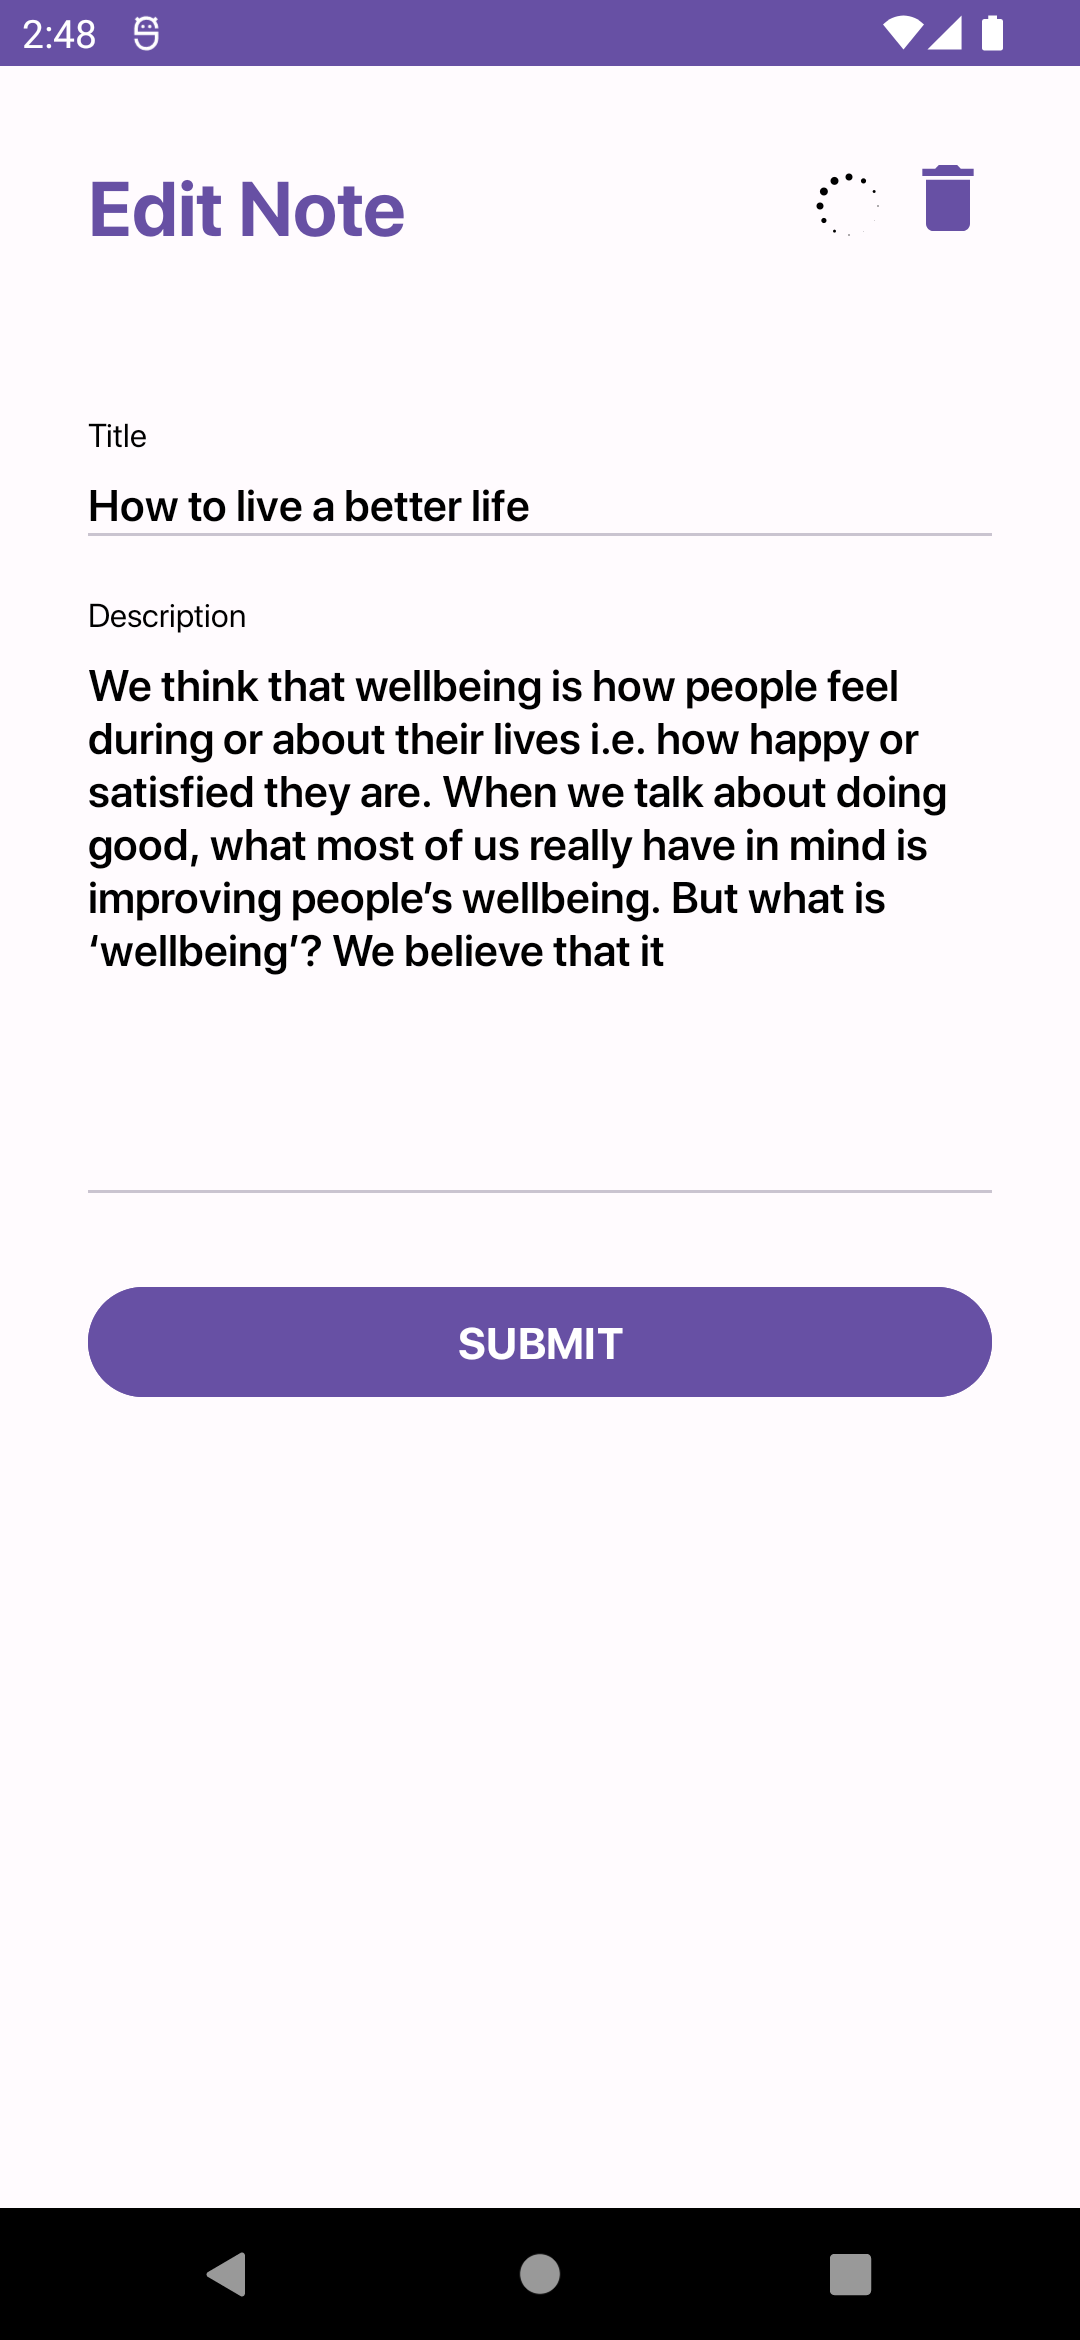 2:48
Edit Note
Title
How to live a better life
Description
We think that wellbeing is how people feel
during or about their lives i.e. how happy or
satisfied they are. When we talk about doing
good, what most of us really have in mind is
improving people’s wellbeing. But what is
‘wellbeing’? We believe that it
SUBMIT